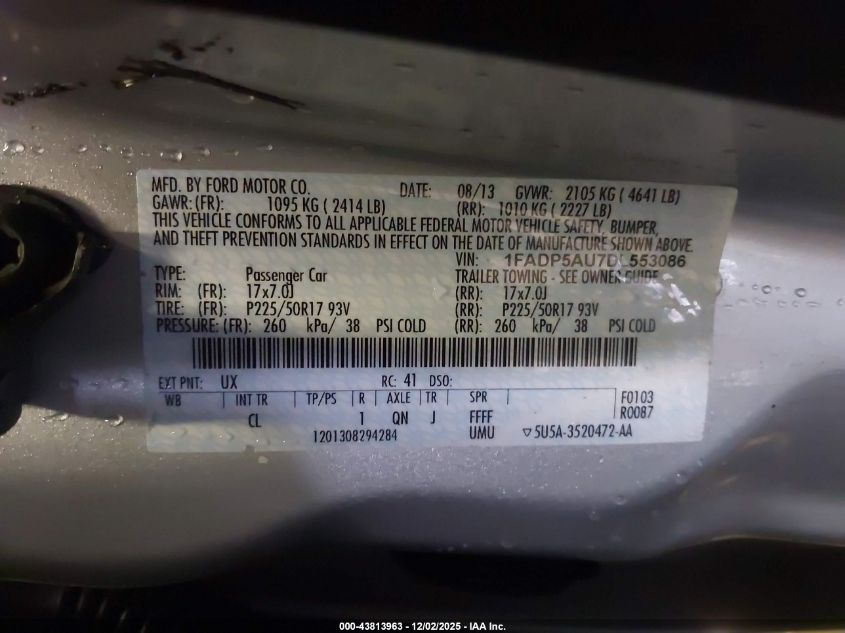 MFD. BY FORD MOTOR CO. DATE: 08/13 GVWR: 2105 KG ( 4641 LB)
GAWR: (FR): 1095 KG ( 2414 LB) (RR): 1010 KG ( 2227 LB)
THIS VEHICLE CONFORMS TO ALL APPLICABLE FEDERAL MOTOR VEHICLE SAFETY, BUMPER,
AND THEFT PREVENTION STANDARDS IN EFFECT ON THE DATE OF MANUFACTURE SHOWN ABOVE.
VIN: 1FADP5AU7DL553086
TYPE: Passenger Car TRAILER TOWING - SEE OWNER GUIDE
RIM: (FR): 17x7.0J (RR): 17x7.0J
TIRE: (FR): P225/50R17 93V (RR): P225/50R17 93V
PRESSURE: (FR): 260 kPa/ 38 PSI COLD (RR): 260 kPa/ 38 PSI COLD
EXT PNT: UX RC: 41 DSO:
WB INT TR TP/PS R AXLE TR SPR F0103
CL 1 QN J FFFF R0087
1201308294284 UMU ▽5U5A-3520472-AA
000-43813963 - 12/02/2025 - IAA Inc.